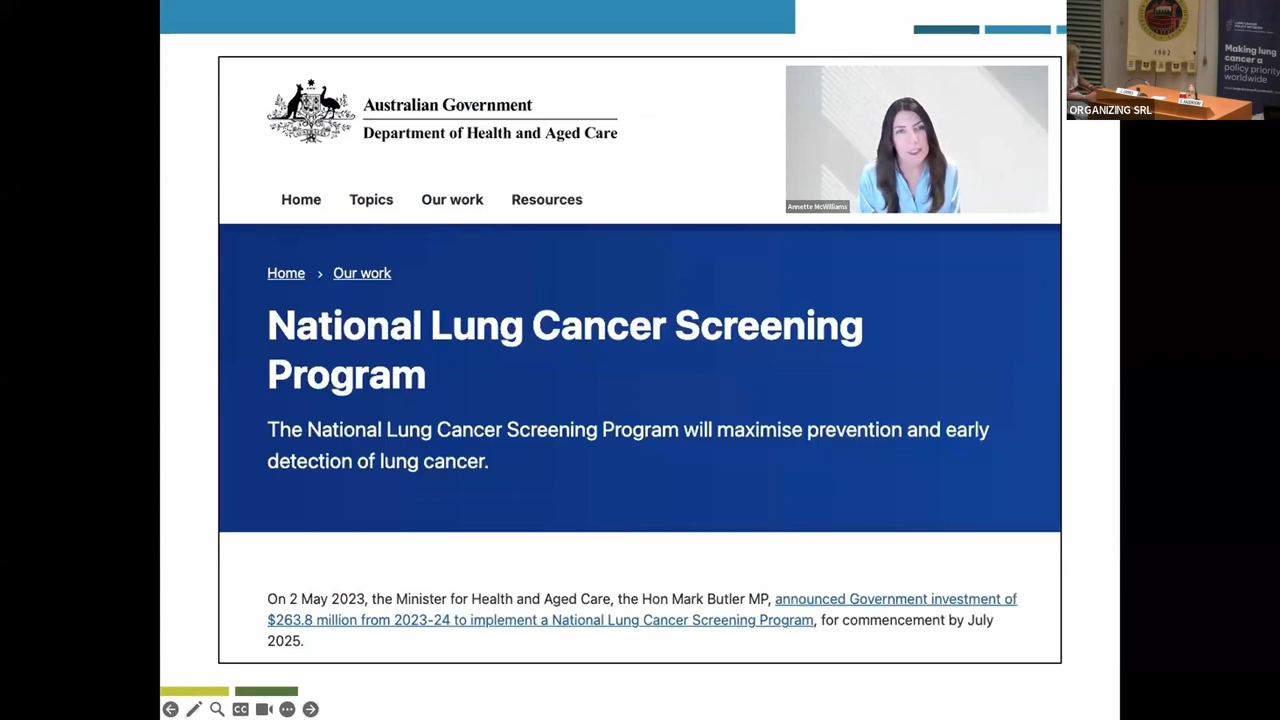 Australian Government
Department of Health and Aged Care
Home Topics Our work Resources
Annette McWilliams
Home > Our work
National Lung Cancer Screening
Program
The National Lung Cancer Screening Program will maximise prevention and early
detection of lung cancer.
On 2 May 2023, the Minister for Health and Aged Care, the Hon Mark Butler MP, announced Government investment of
$263.8 million from 2023-24 to implement a National Lung Cancer Screening Program, for commencement by July
2025.
CC
1982
Making lung
cancer a
policy priority
worldwide
ORGANIZING SRL